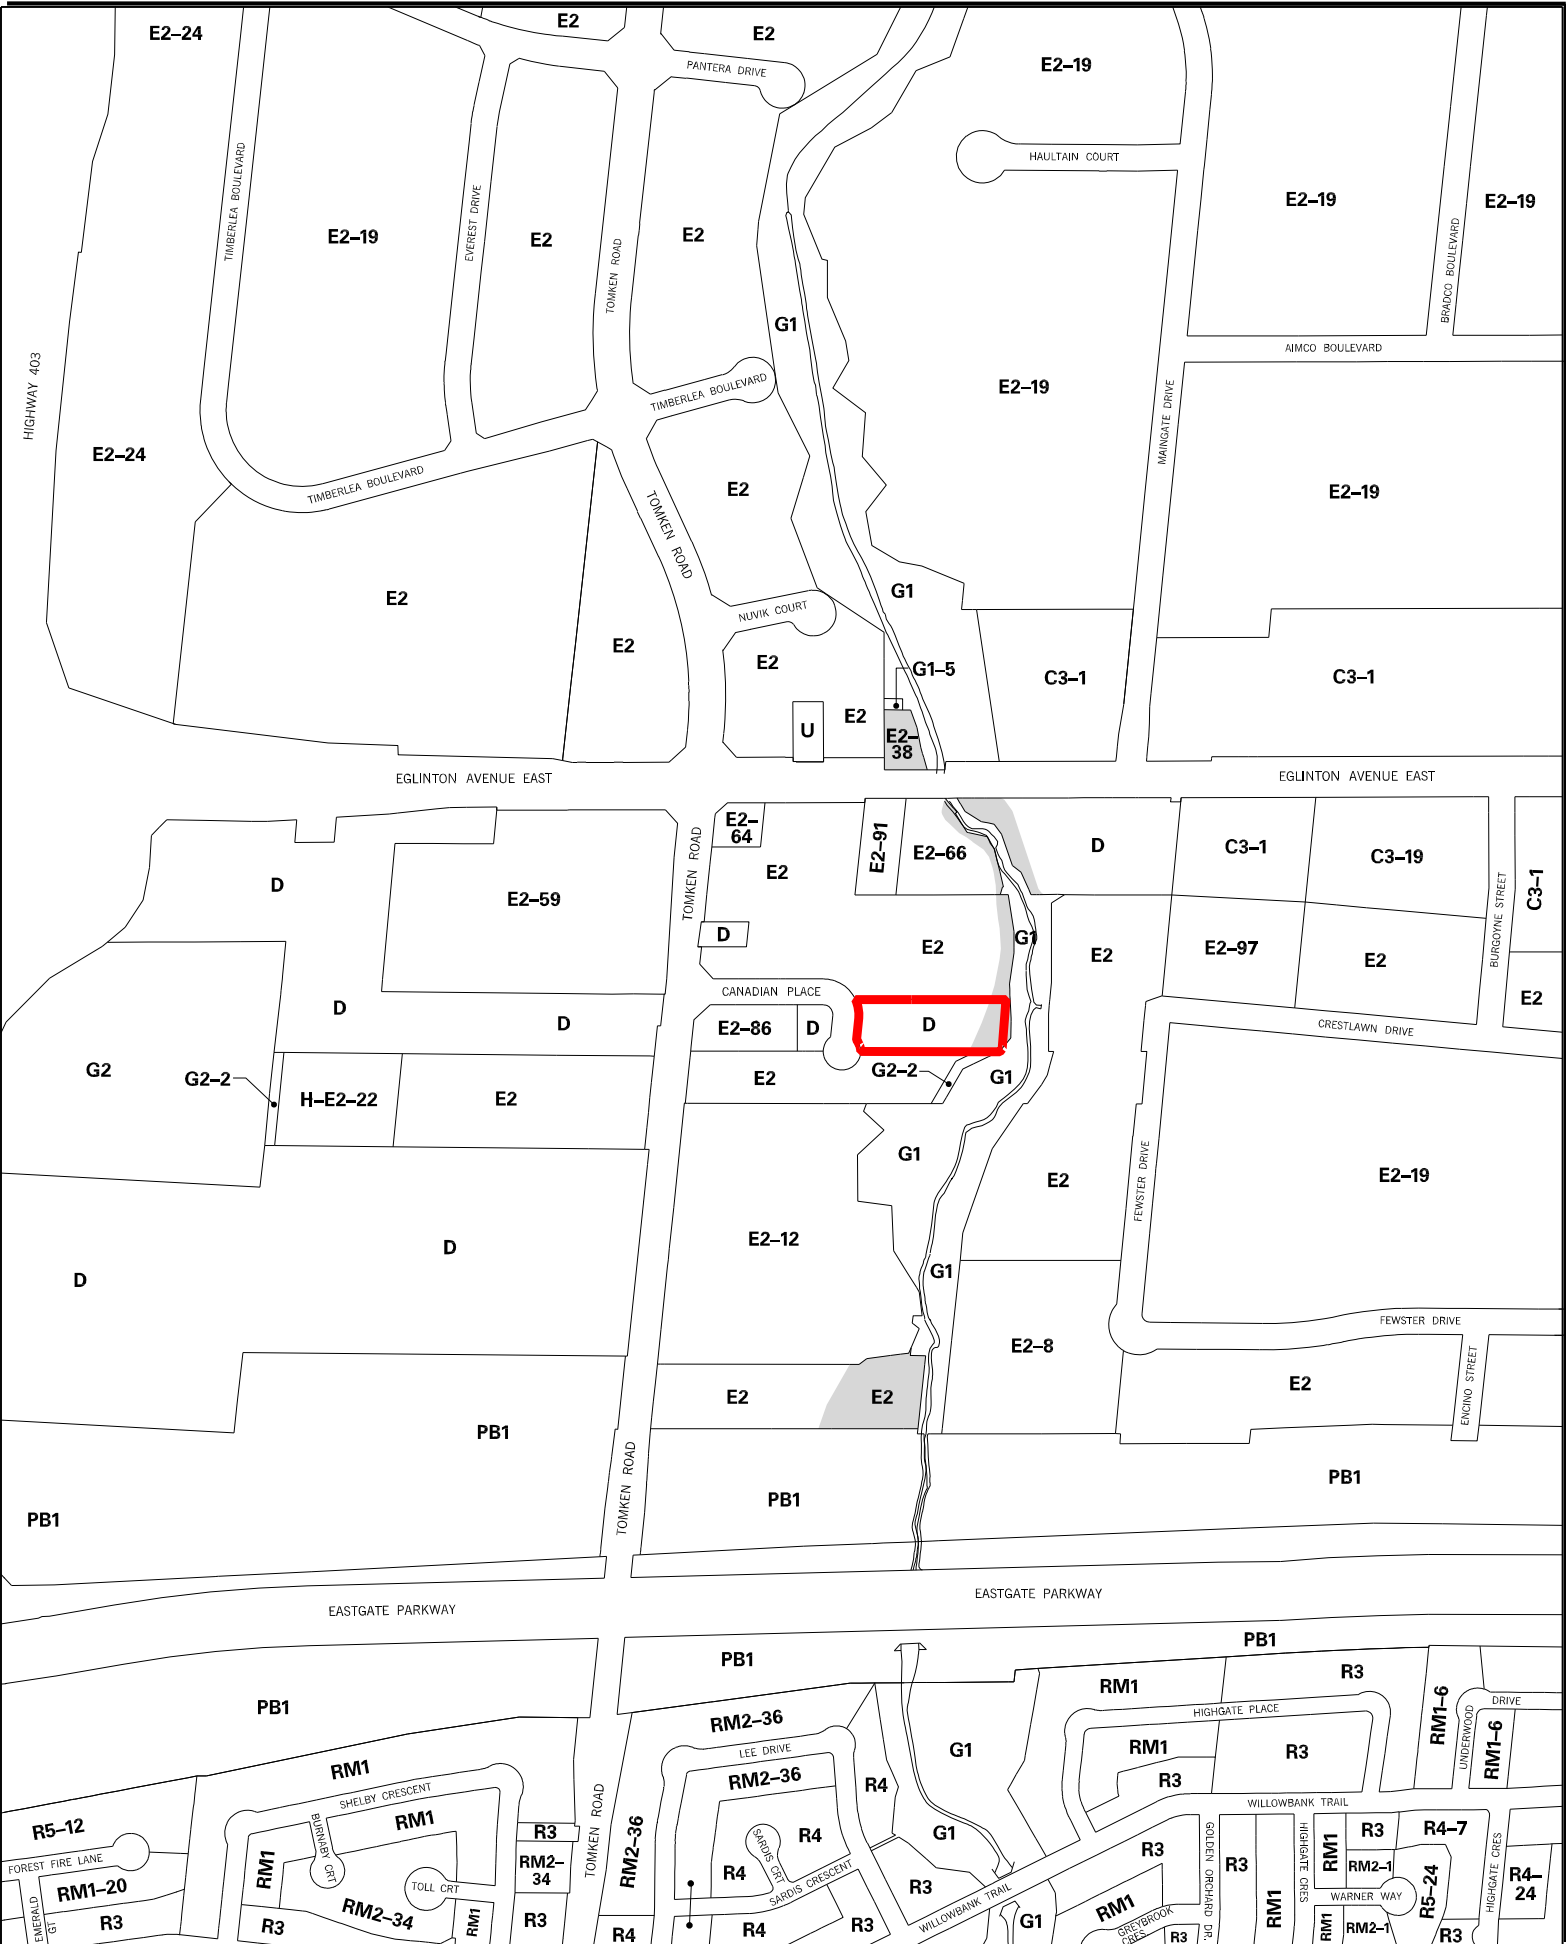 E2–24
E2
E2
PANTERA DRIVE
E2–19
HAULTAIN COURT
TIMBERLEA BOULEVARD
E2–19
EVEREST DRIVE
E2
TOMKEN ROAD
E2
E2–19
BRADCO BOULEVARD
E2–19
G1
HIGHWAY 403
AIMCO BOULEVARD
TIMBERLEA BOULEVARD
E2–19
MAINGATE DRIVE
E2–24
TIMBERLEA BOULEVARD
E2
E2–19
TOMKEN ROAD
E2
G1
NUVIK COURT
E2
E2
G1–5
C3–1
C3–1
U
E2
E2–
38
EGLINTON AVENUE EAST
EGLINTON AVENUE EAST
E2–
64
E2–91
E2–66
D
C3–1
C3–19
TOMKEN ROAD
E2
D
E2–59
BURGOYNE STREET
C3–1
D
E2
G1
E2
E2–97
E2
CANADIAN PLACE
E2
D
D
E2–86
D
D
CRESTLAWN DRIVE
G2
G2–2
H–E2–22
E2
E2
G2–2
G1
G1
FEWSTER DRIVE
E2
E2–19
D
D
E2–12
G1
E2–8
FEWSTER DRIVE
ENCINO STREET
E2
E2
E2
PB1
TOMKEN ROAD
PB1
PB1
PB1
EASTGATE PARKWAY
EASTGATE PARKWAY
PB1
PB1
PB1
R3
RM1
RM1–6
DRIVE
HIGHGATE PLACE
RM2–36
LEE DRIVE
G1
RM1
R3
UNDERWOOD
RM1–6
RM1
SHELBY CRESCENT
RM2–36
R4
R3
WILLOWBANK TRAIL
TOMKEN ROAD
R5–12
BURNABY CRT
RM1
R3
RM2–36
SARDIS CRT
R4
G1
R3
GOLDEN ORCHARD DR.
HIGHGATE CRES
RM1
R3
R4–7
HIGHGATE CRES
FOREST FIRE LANE
RM1
RM2–
34
R4
SARDIS CRESCENT
R3
WILLOWBANK TRAIL
R3
RM2–1
R4–
24
RM1–20
TOLL CRT
RM1
RM1
WARNER WAY
R5–24
EMERALD
GT
R3
R3
RM2–34
RM1
R3
R4
R4
R3
G1
GREYBROOK
CRES
R3
RM1
RM2–1
R3